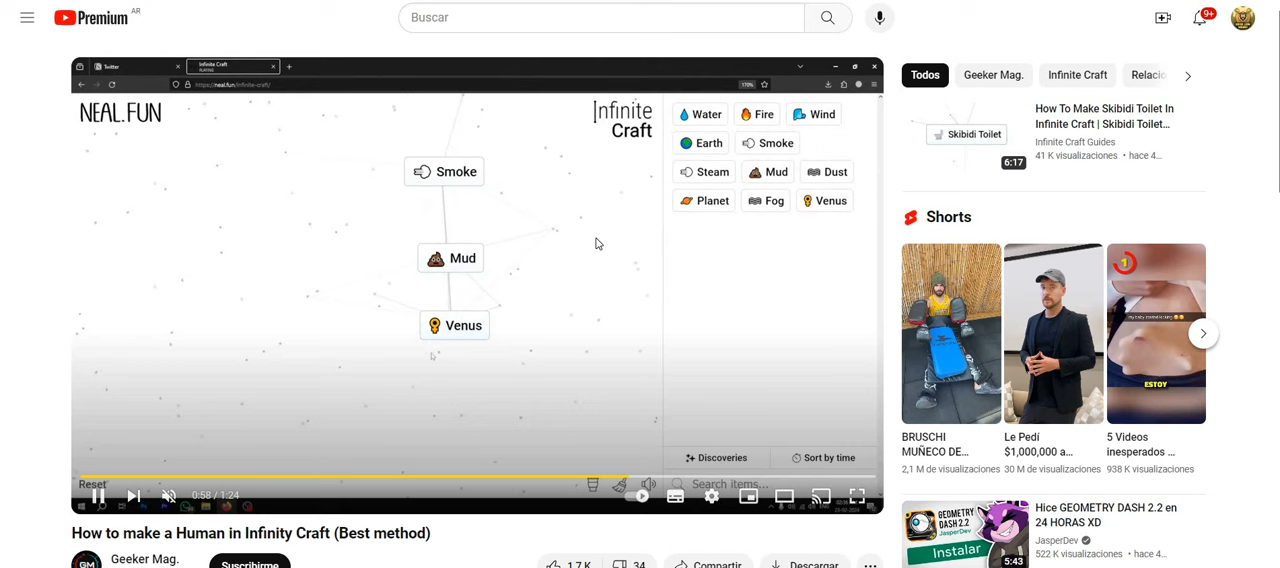 Premium AR
Buscar
9+
Twitter
Infinite Craft
PLAYING
https://neal.fun/infinite-craft/
170%
NEAL.FUN
Infinite
Craft
Water
Fire
Wind
Earth
Smoke
Steam
Mud
Dust
Planet
Fog
Venus
Smoke
Mud
Venus
Discoveries
Sort by time
Reset
Search items...
0:58 / 1:24
How to make a Human in Infinity Craft (Best method)
GM
Geeker Mag.
Suscribirme
1,7 K
34
Compartir
Descargar
Todos
Geeker Mag.
Infinite Craft
Relacio
Skibidi Toilet
6:17
How To Make Skibidi Toilet In
Infinite Craft | Skibidi Toilet...
Infinite Craft Guides
41 K visualizaciones • hace 4...
Shorts
1
ESTOY
BRUSCHI
MUÑECO DE...
2,1 M de visualizaciones
Le Pedí
$1,000,000 a...
30 M de visualizaciones
5 Videos
inesperados ...
938 K visualizaciones
GEOMETRY
DASH 2.2
JasperDev
Instalar
5:43
Hice GEOMETRY DASH 2.2 en
24 HORAS XD
JasperDev
522 K visualizaciones • hace 4...